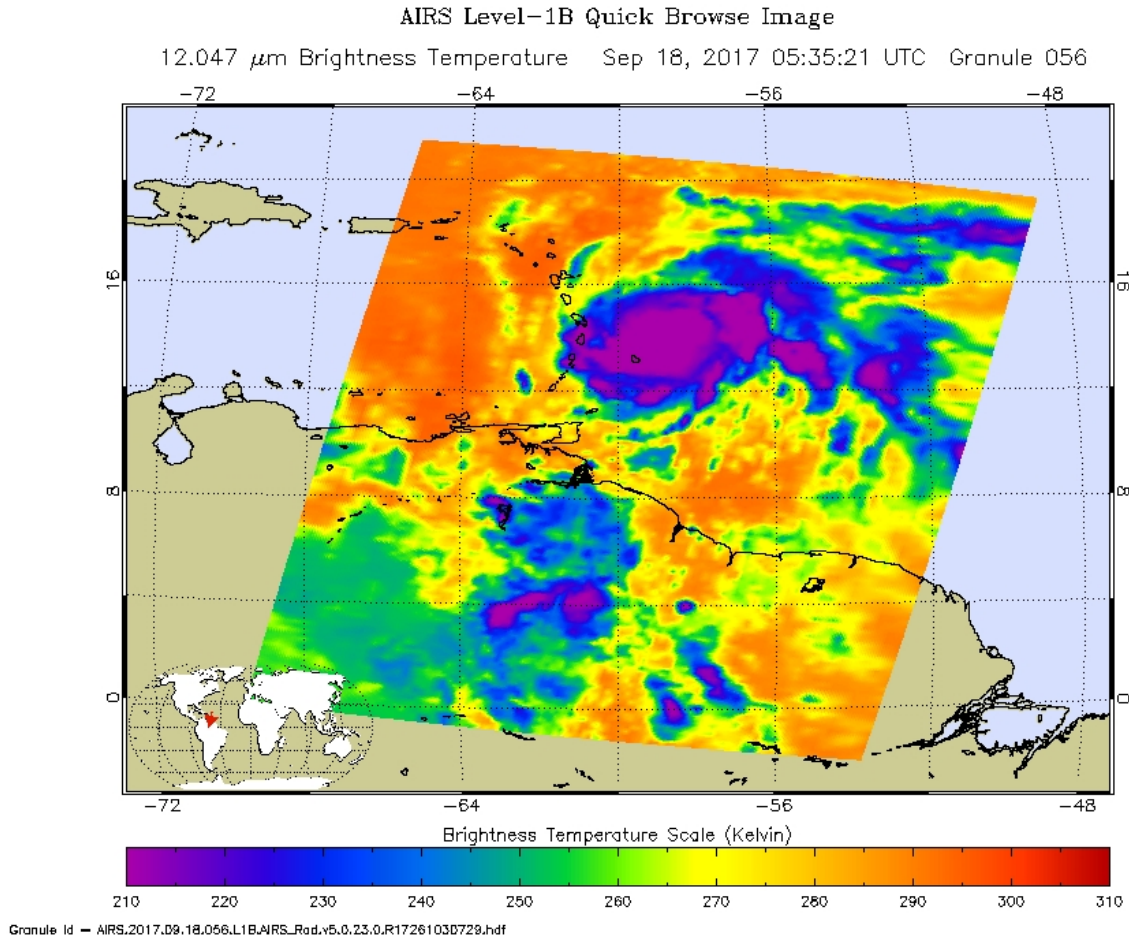 AIRS Level-1B Quick Browse Image
12.047 μm Brightness Temperature Sep 18, 2017 05:35:21 UTC Granule 056
-72 -64 -56 -48
16 16
8 8
0 0
-72 -64 -56 -48
Brightness Temperature Scale (Kelvin)
210 220 230 240 250 260 270 280 290 300 310
Granule Id - AIRS.2017.09.18.056.L1B.AIRS_Rad.v5.0.23.0.R17261030729.hdf